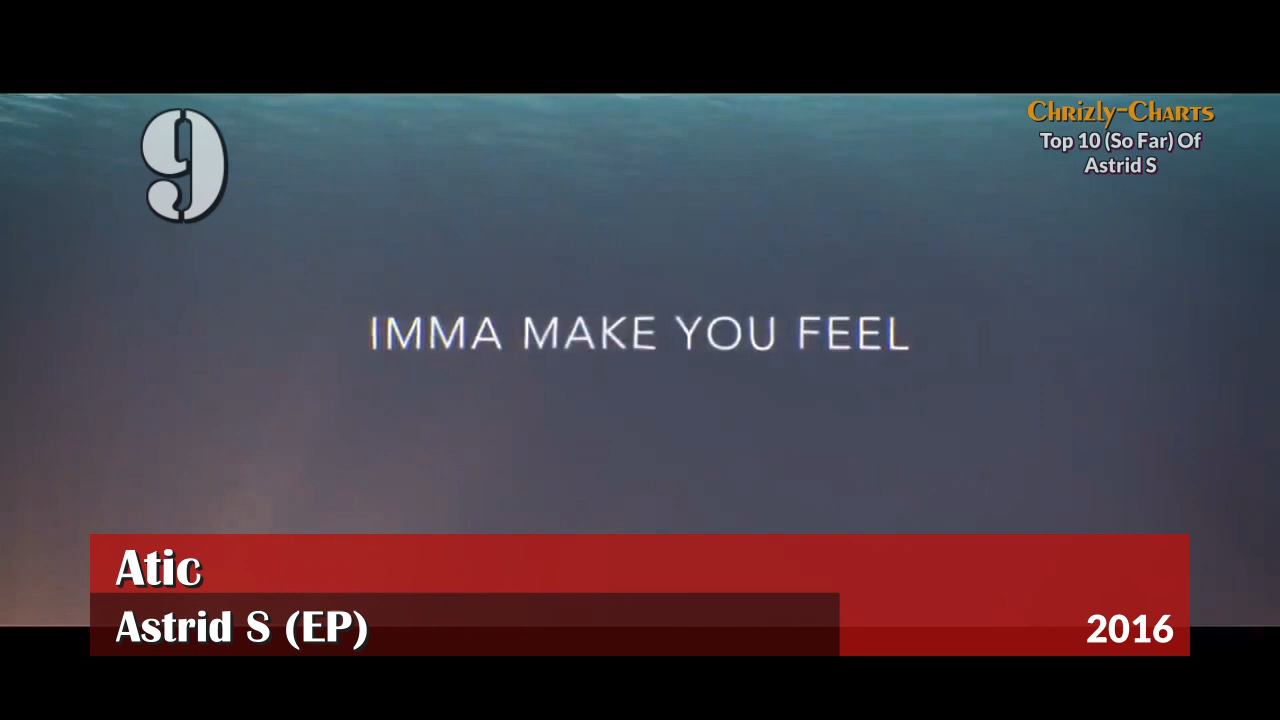 9
Chrizly-Charts
Top 10 (So Far) Of
Astrid S
IMMA MAKE YOU FEEL
Atic
Astrid S (EP)
2016